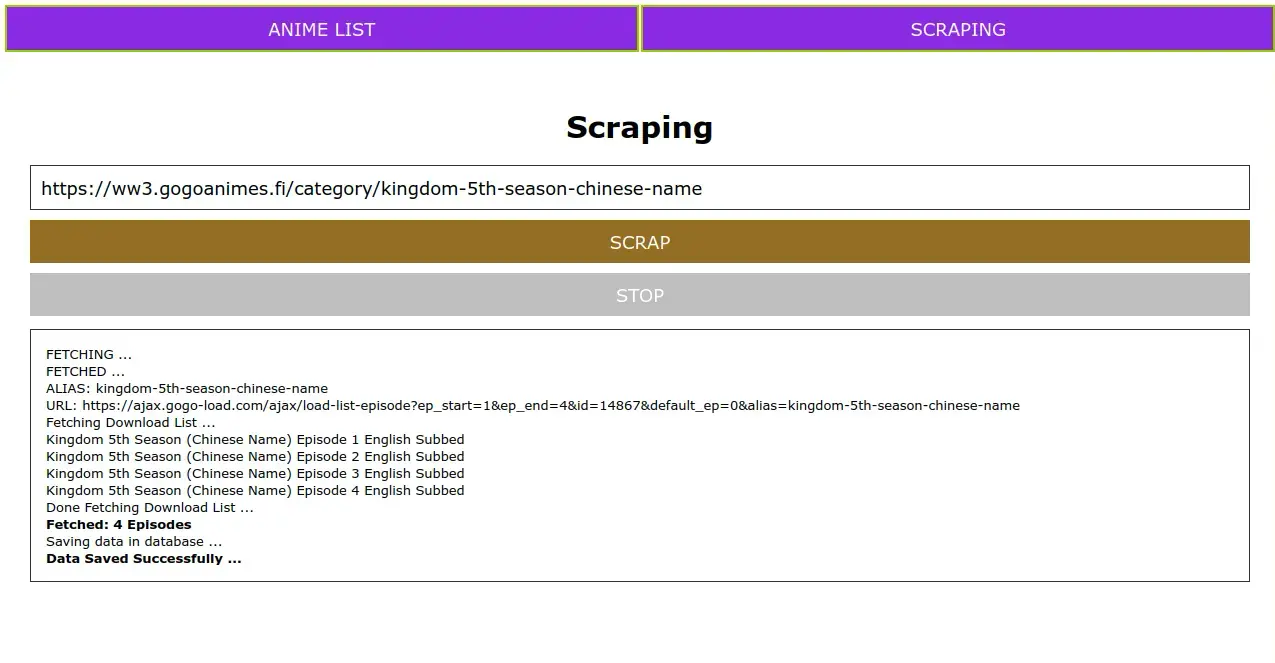 ANIME LIST
SCRAPING
Scraping
https://ww3.gogoanimes.fi/category/kingdom-5th-season-chinese-name
SCRAP
STOP
FETCHING ...
FETCHED ...
ALIAS: kingdom-5th-season-chinese-name
URL: https://ajax.gogo-load.com/ajax/load-list-episode?ep_start=1&ep_end=4&id=14867&default_ep=0&alias=kingdom-5th-season-chinese-name
Fetching Download List ...
Kingdom 5th Season (Chinese Name) Episode 1 English Subbed
Kingdom 5th Season (Chinese Name) Episode 2 English Subbed
Kingdom 5th Season (Chinese Name) Episode 3 English Subbed
Kingdom 5th Season (Chinese Name) Episode 4 English Subbed
Done Fetching Download List ...
Fetched: 4 Episodes
Saving data in database ...
Data Saved Successfully ...